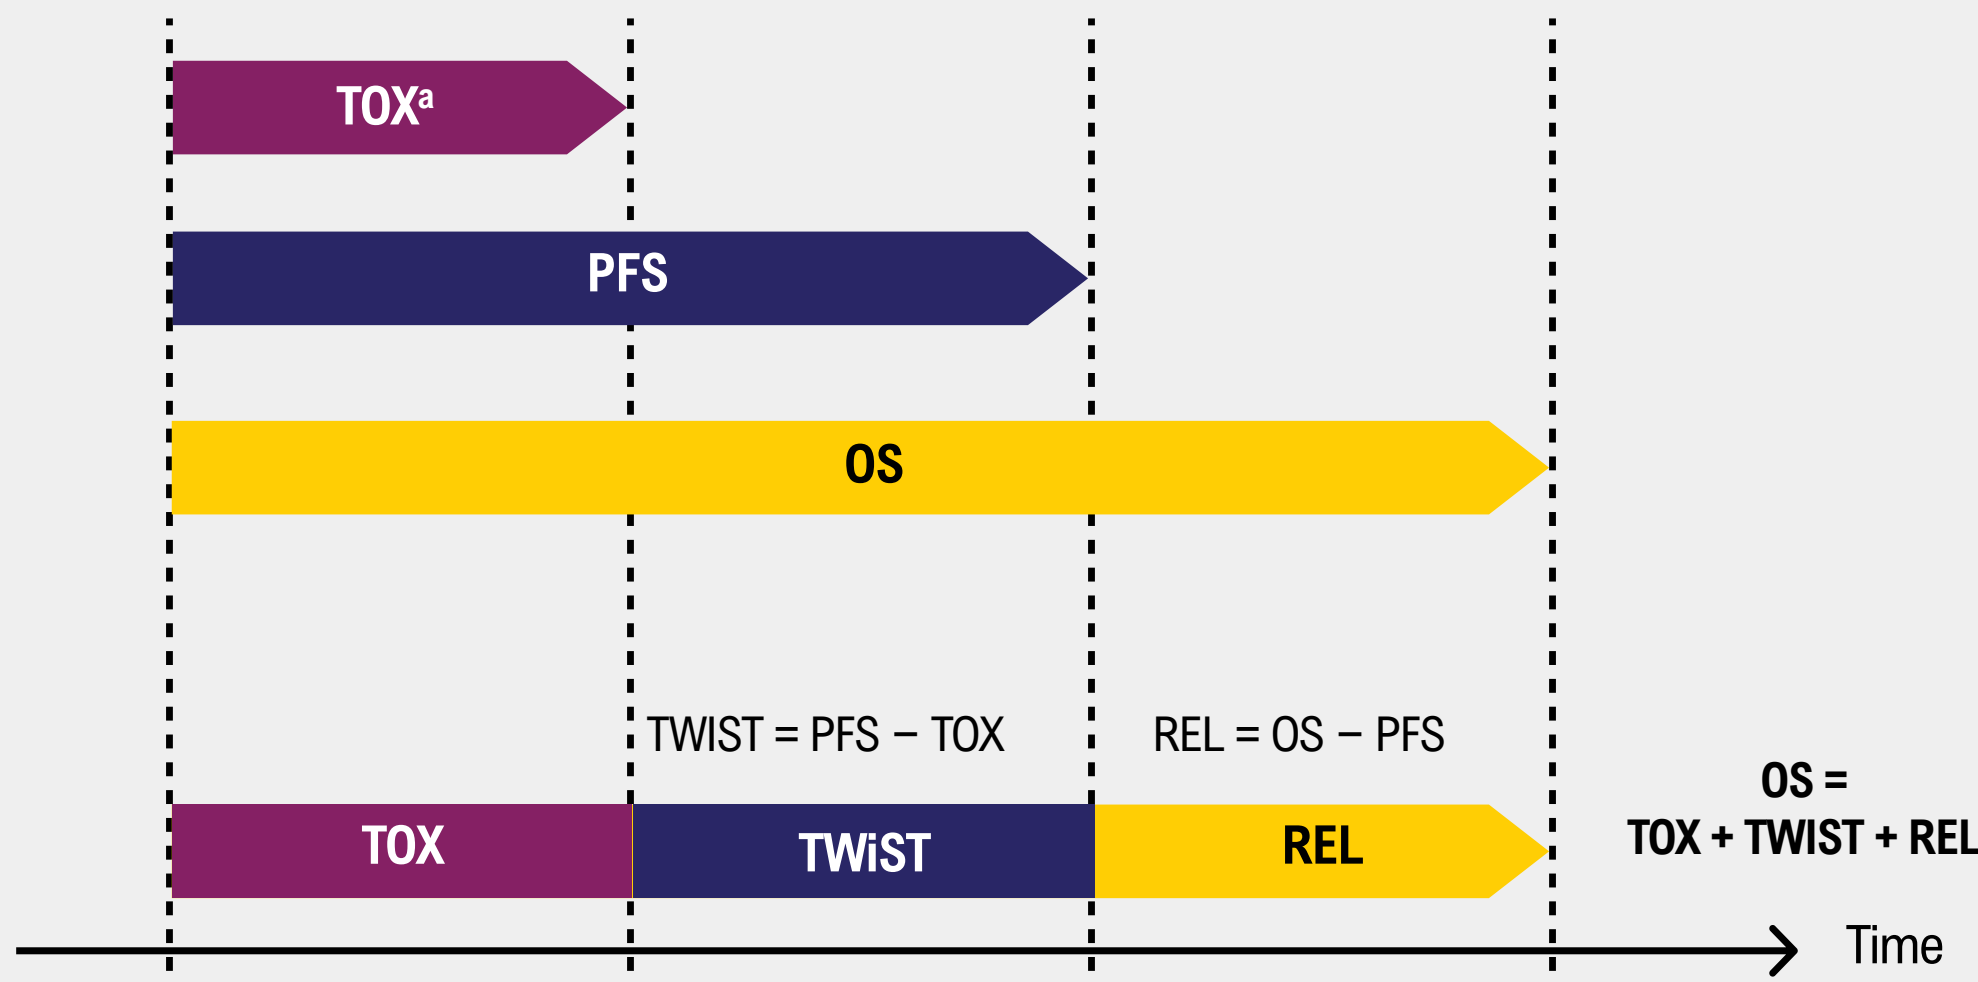 TOXᵃ
PFS
OS
TWIST = PFS – TOX
REL = OS – PFS
OS =
TOX + TWIST + REL
TOX
TWiST
REL
Time